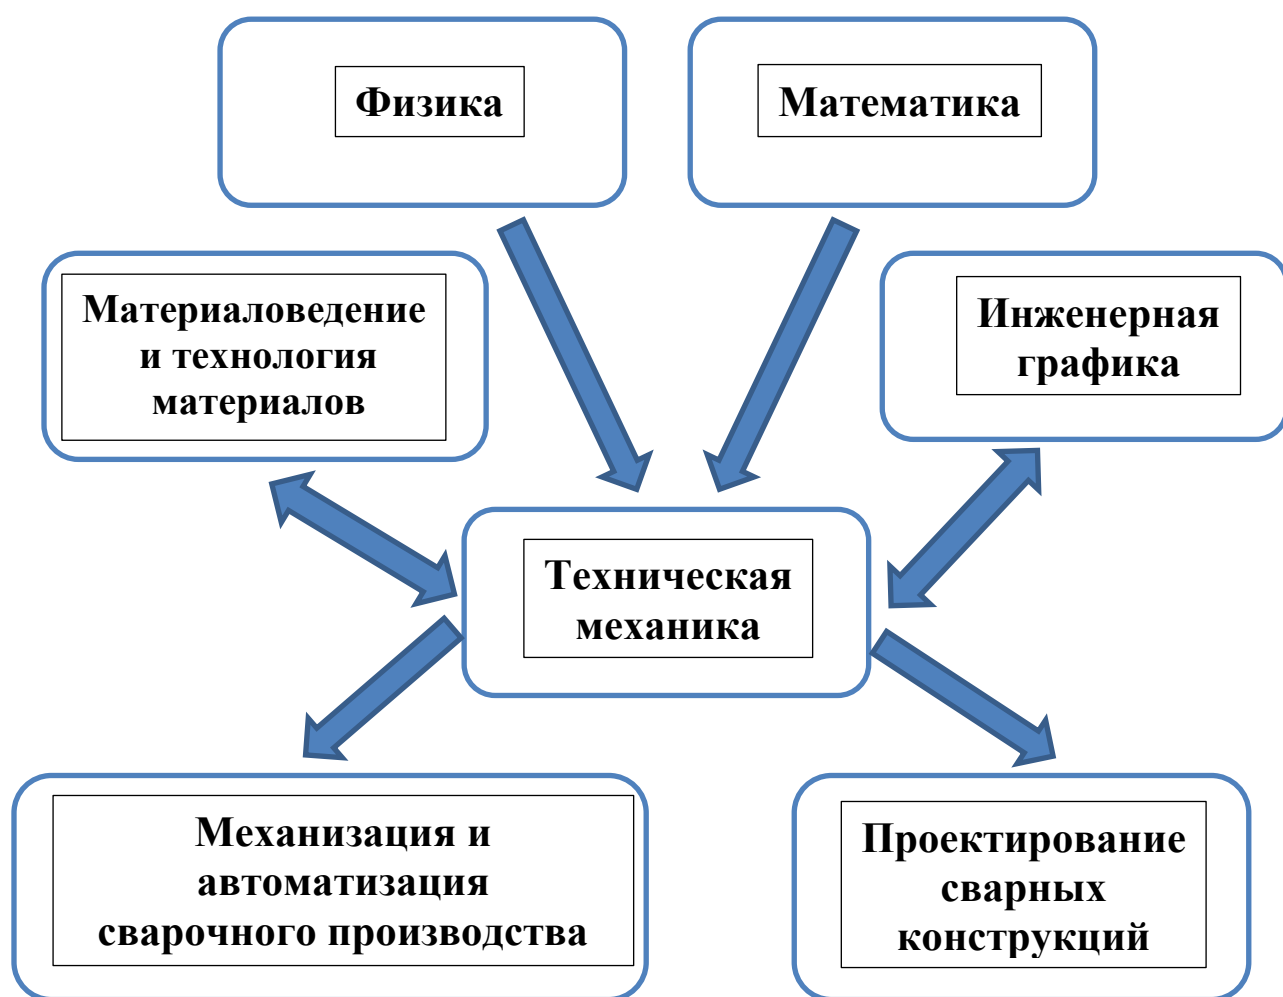 Физика
Математика
Материаловедение
и технология
материалов
Инженерная
графика
Техническая
механика
Механизация и
автоматизация
сварочного производства
Проектирование
сварных
конструкций